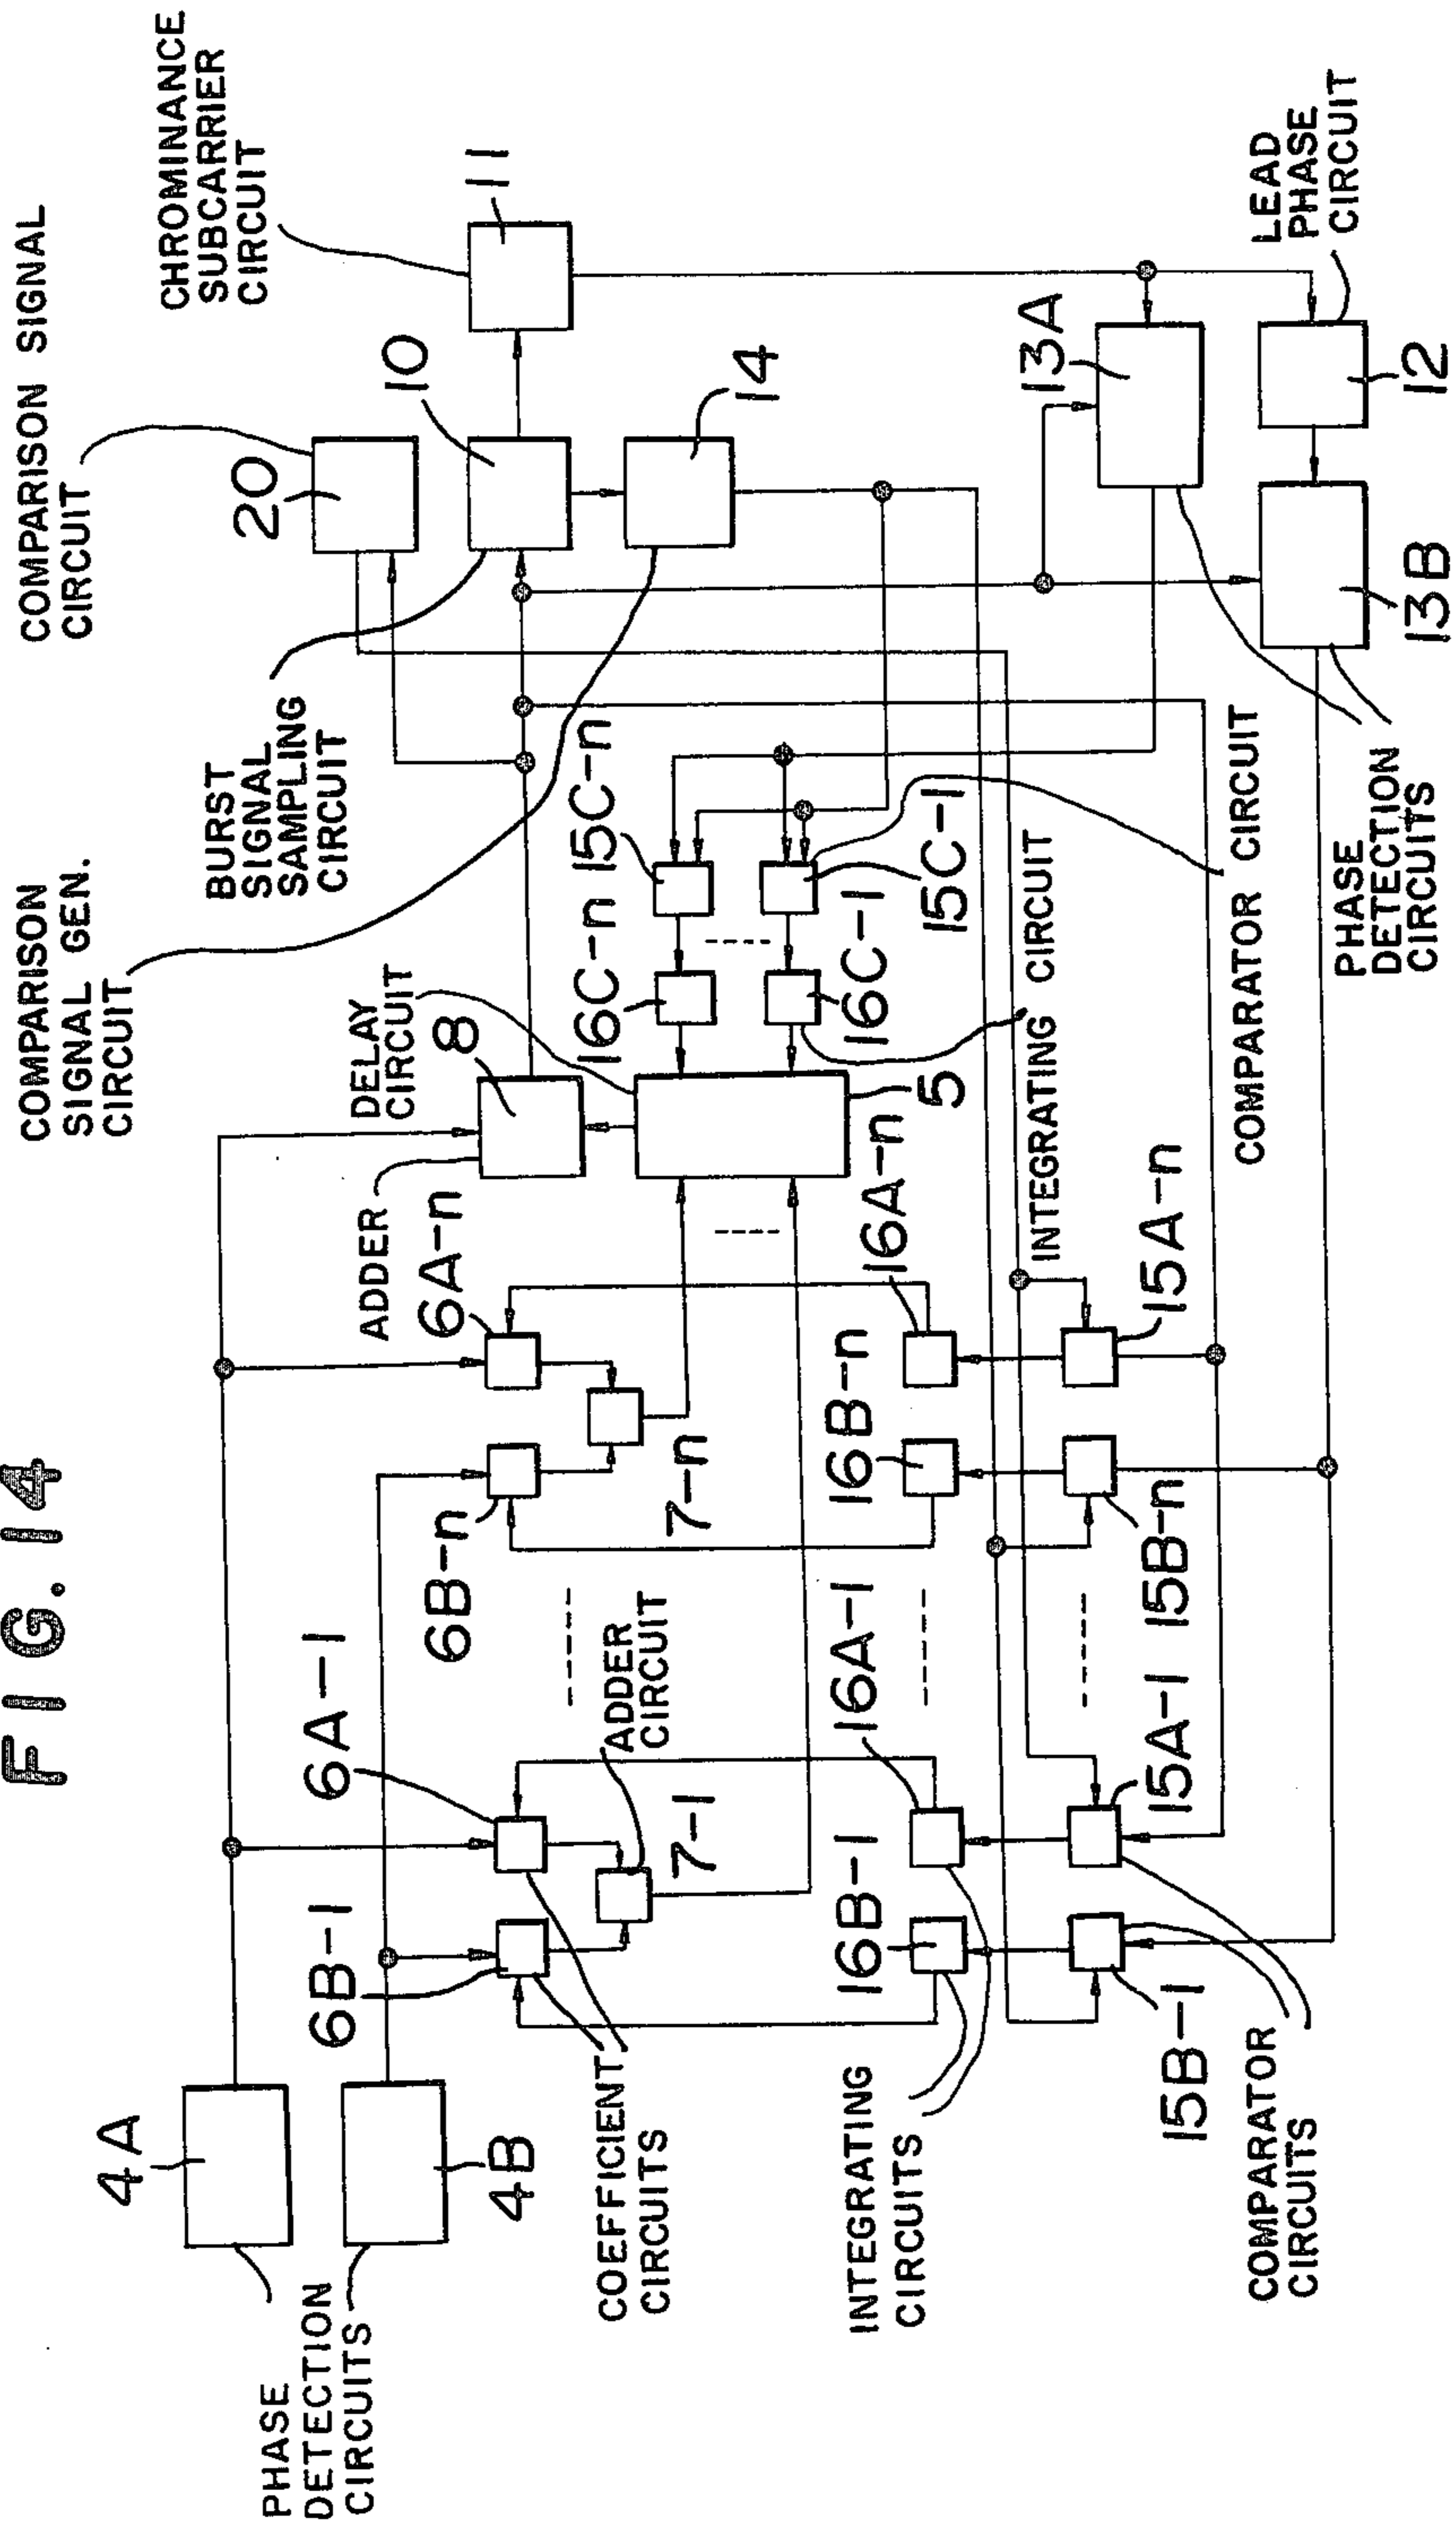 FIG. 14
COMPARISON
SIGNAL GEN.
CIRCUIT
COMPARISON SIGNAL
CIRCUIT
CHROMINANCE
SUBCARRIER
CIRCUIT
BURST
SIGNAL
SAMPLING
CIRCUIT
20
10
11
14
4A
4B
PHASE
DETECTION
CIRCUITS
6A-1
6B-1
6A-n
6B-n
ADDER
8
DELAY
CIRCUIT
16C-n
15C-n
16C-1
15C-1
5
7-1
ADDER
CIRCUIT
7-n
COEFFICIENT
CIRCUITS
16B-1
16A-1
16B-n
16A-n
INTEGRATING CIRCUIT
INTEGRATING
CIRCUITS
15B-1
15A-1
15B-n
15A-n
COMPARATOR
CIRCUITS
COMPARATOR CIRCUIT
13A
13B
12
LEAD
PHASE
CIRCUIT
PHASE
DETECTION
CIRCUITS